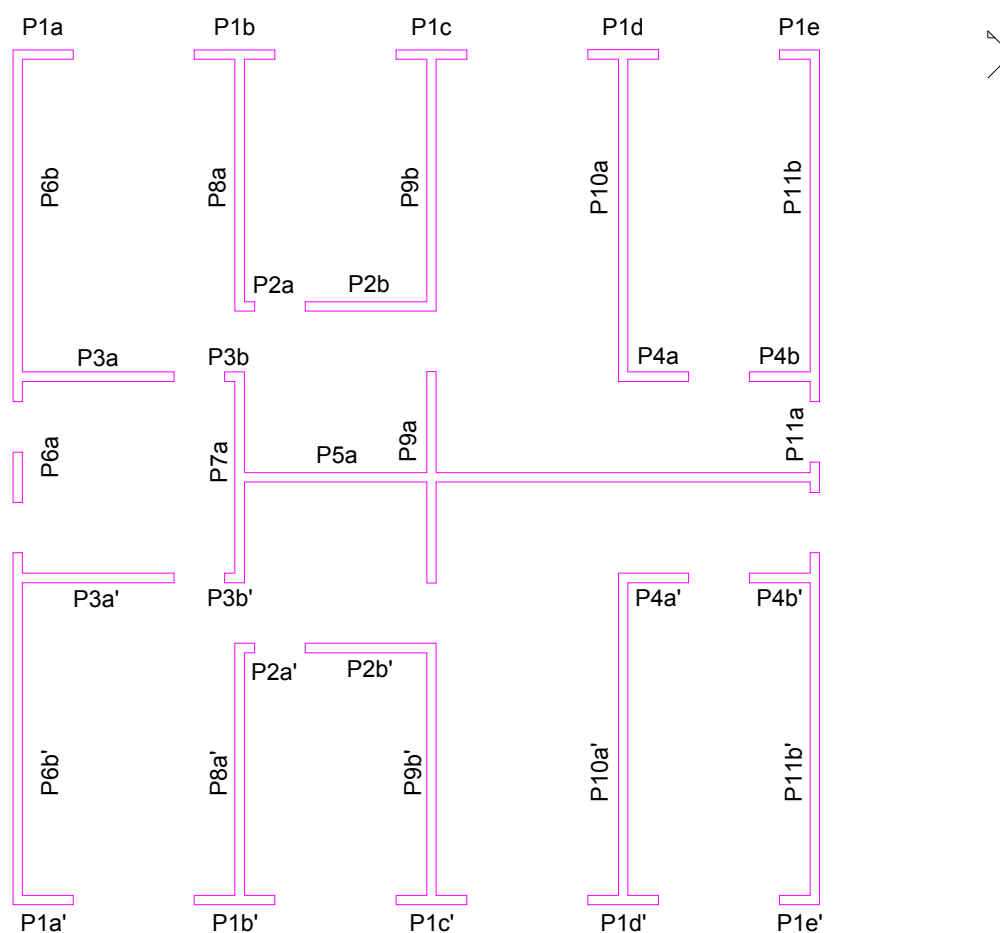 P1a P1b P1c P1d P1e
P6b P8a P9b P10a P11b
P2a P2b
P3a P3b P4a P4b
P6a P7a P5a P9a P11a
P3a' P3b' P4a' P4b'
P2a' P2b'
P6b' P8a' P9b' P10a' P11b'
P1a' P1b' P1c' P1d' P1e'